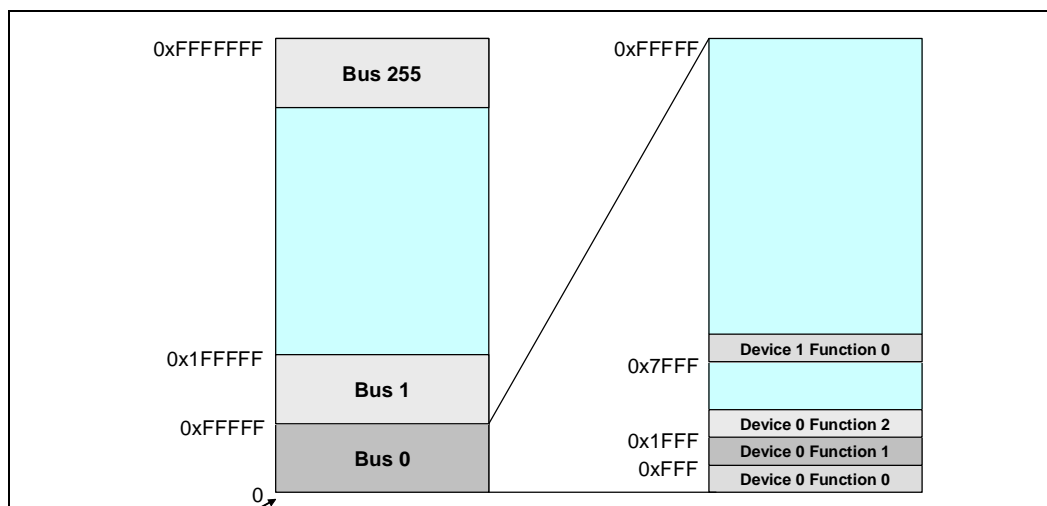 0xFFFFFFF
Bus 255
0x1FFFFF
Bus 1
0xFFFFF
Bus 0
0
0xFFFFF
Device 1 Function 0
0x7FFF
Device 0 Function 2
0x1FFF
Device 0 Function 1
0xFFF
Device 0 Function 0